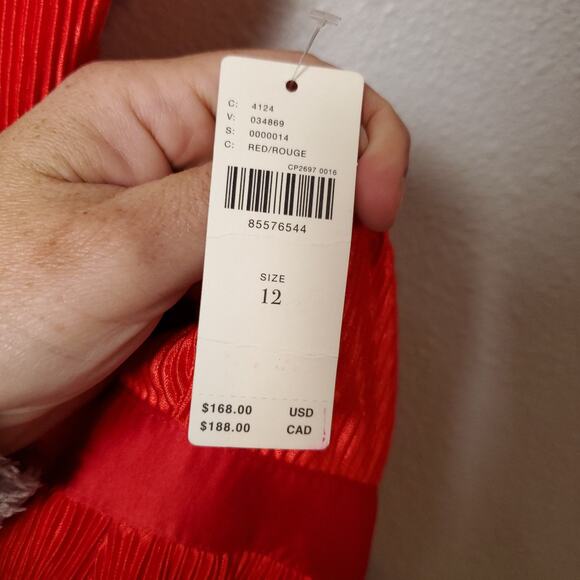 C: 4124
V: 034869
S: 0000014
C: RED/ROUGE
CP2697 0016
85576544
SIZE
12
$168.00 USD
$188.00 CAD